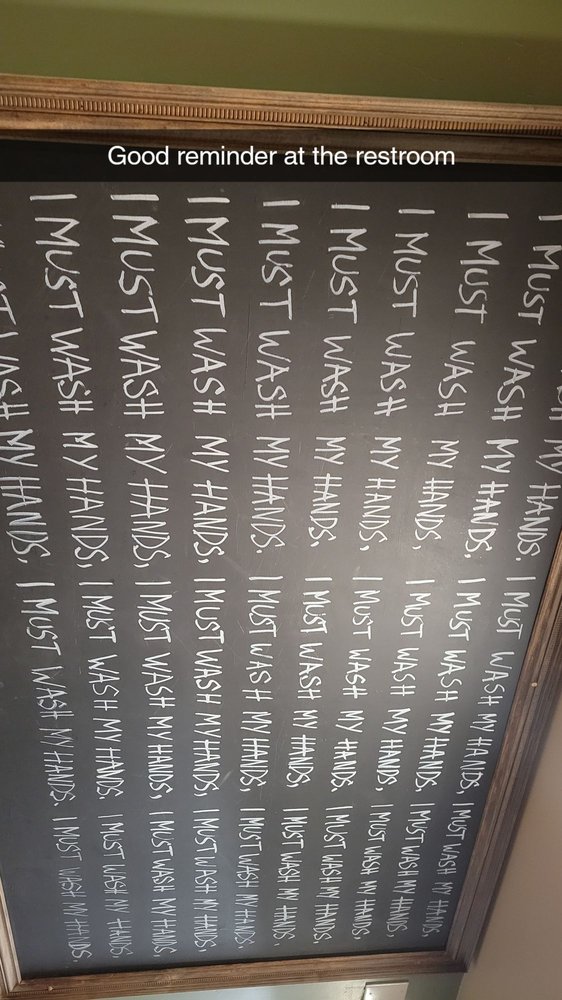 Good reminder at the restroom
MY HANDS. I MUST WASH MY HANDS, I MUST WASH MY HANDS,
I MUST WASH MY HANDS. I MUST WASH MY HANDS. I MUST WASH MY HANDS,
I MUST WASH MY HANDS, I MUST WASH MY HANDS, I MUST WASH MY HANDS,
I MUST WASH MY HANDS, I MUST WASH MY HANDS. I MUST WASH MY HANDS.
I MUST WASH MY HANDS, I MUST WASH MY HANDS, I MUST WASH MY HANDS.
I MUST WASH MY HANDS. I MUST WASH MY HANDS, I MUST WASH MY HANDS.
I MUST WASH MY HANDS, I MUST WASH MY HANDS, I MUST WASH MY HANDS,
I MUST WASH MY HANDS, I MUST WASH MY HANDS, I MUST WASH MY HANDS.
I MUST WASH MY HANDS, I MUST WASH MY HANDS. I MUST WASH MY HANDS.
WASH MY HANDS. I MUST WASH MY HANDS. I MUST WASH MY HANDS.